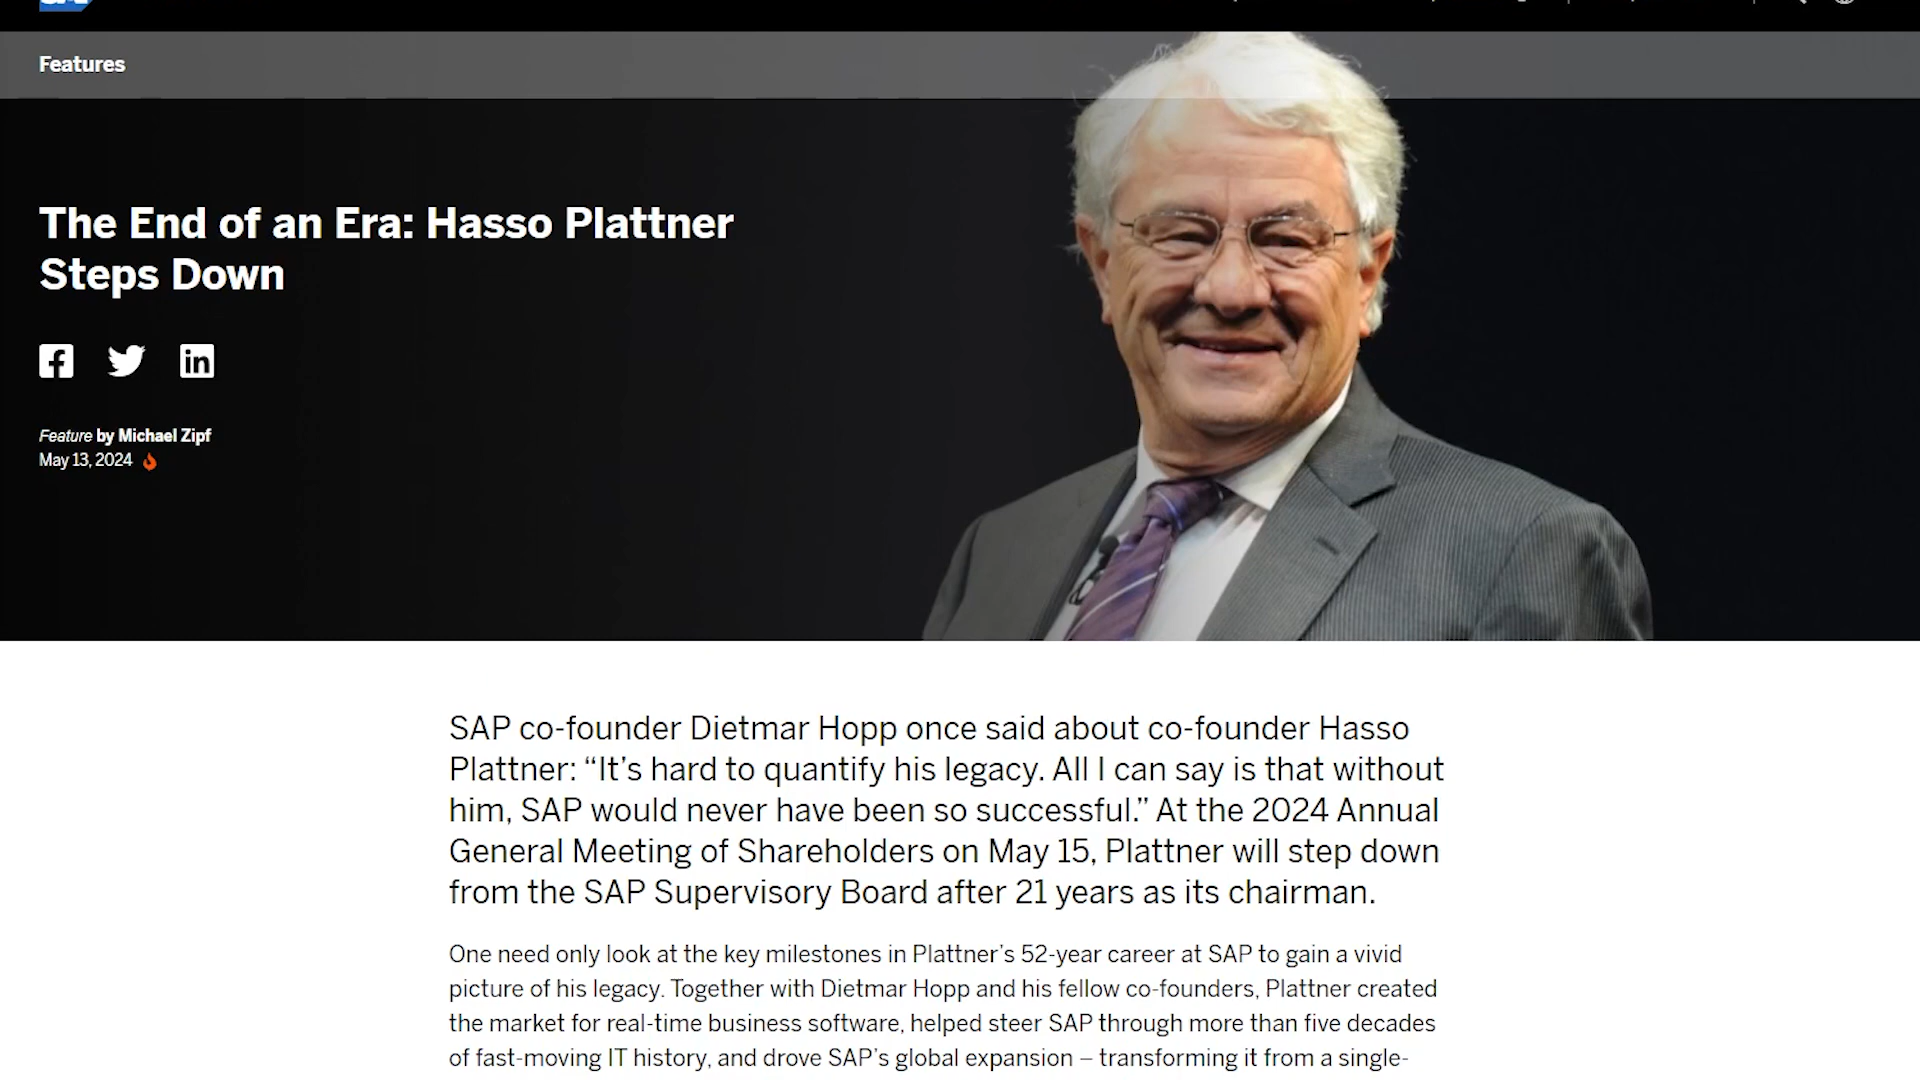 Features
The End of an Era: Hasso Plattner
Steps Down
Feature by Michael Zipf
May 13, 2024
SAP co-founder Dietmar Hopp once said about co-founder Hasso
Plattner: “It’s hard to quantify his legacy. All I can say is that without
him, SAP would never have been so successful.” At the 2024 Annual
General Meeting of Shareholders on May 15, Plattner will step down
from the SAP Supervisory Board after 21 years as its chairman.
One need only look at the key milestones in Plattner’s 52-year career at SAP to gain a vivid
picture of his legacy. Together with Dietmar Hopp and his fellow co-founders, Plattner created
the market for real-time business software, helped steer SAP through more than five decades
of fast-moving IT history, and drove SAP’s global expansion – transforming it from a single-